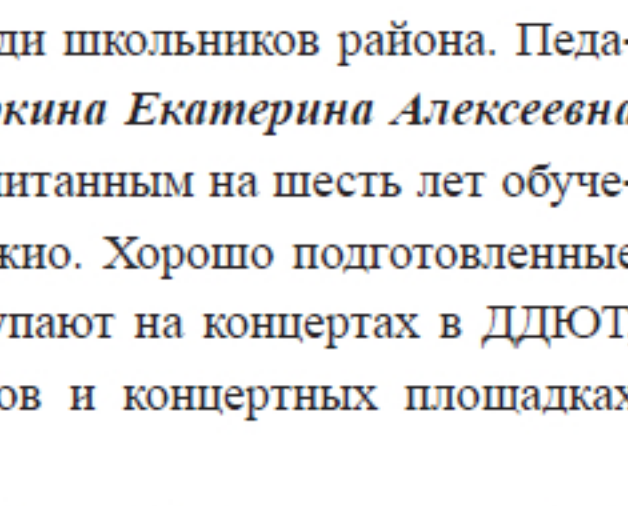 ди школьников района. Педа-
кина Екатерина Алексеевна
итанным на шесть лет обуче-
жио. Хорошо подготовленные
упают на концертах в ДДЮТ
ов и концертных площадках